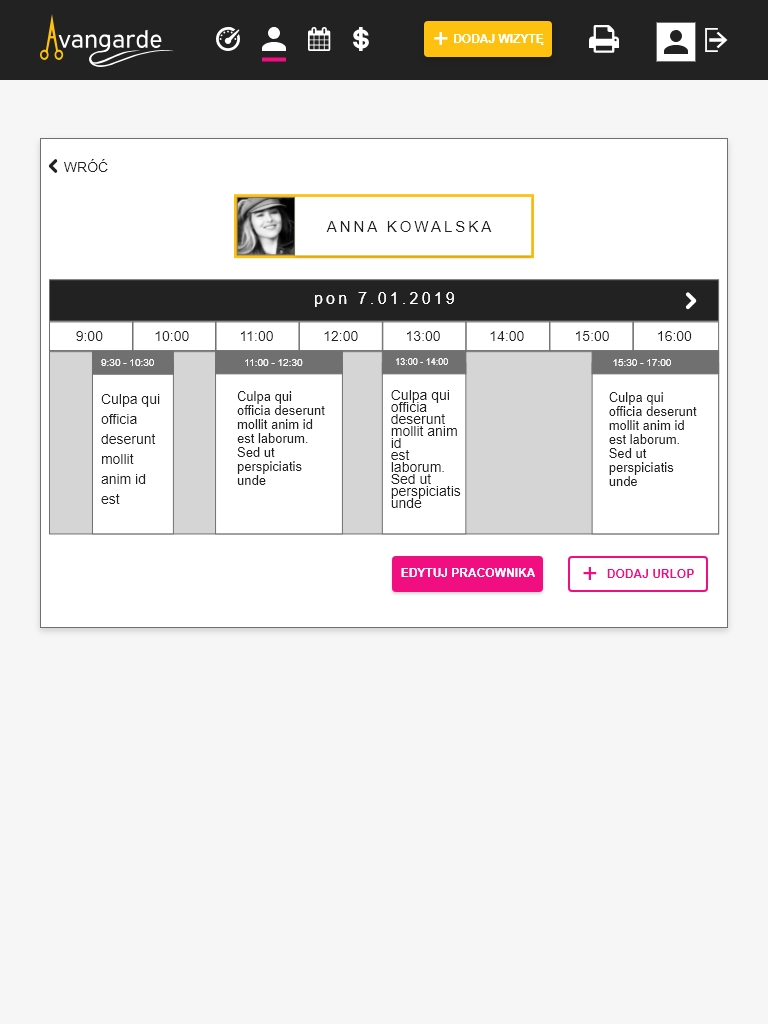 Avangarde
DODAJ WIZYTĘ
WRÓĆ
ANNA KOWALSKA
pon 7.01.2019
9:00 10:00 11:00 12:00 13:00 14:00 15:00 16:00
9:30 - 10:30
Culpa qui
officia
deserunt
mollit
anim id
est
11:00 - 12:30
Culpa qui
officia deserunt
mollit anim id
est laborum.
Sed ut
perspiciatis
unde
13:00 - 14:00
Culpa qui
officia
deserunt
mollit anim
id
est
laborum.
Sed ut
perspiciatis
unde
15:30 - 17:00
Culpa qui
officia deserunt
mollit anim id
est laborum.
Sed ut
perspiciatis
unde
EDYTUJ PRACOWNIKA
DODAJ URLOP